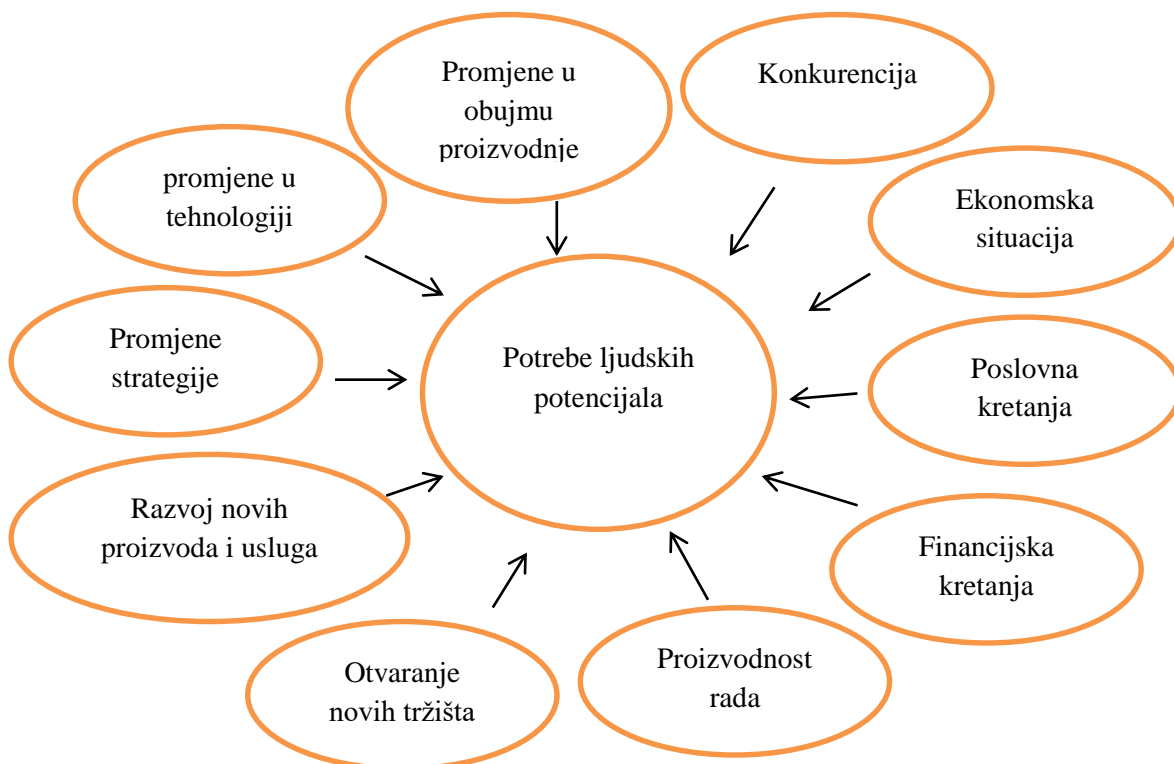 Promjene u
obujmu
proizvodnje
Konkurencija
promjene u
tehnologiji
Ekonomska
situacija
Promjene
strategije
Potrebe ljudskih
potencijala
Poslovna
kretanja
Razvoj novih
proizvoda i usluga
Financijska
kretanja
Otvaranje
novih tržišta
Proizvodnost
rada